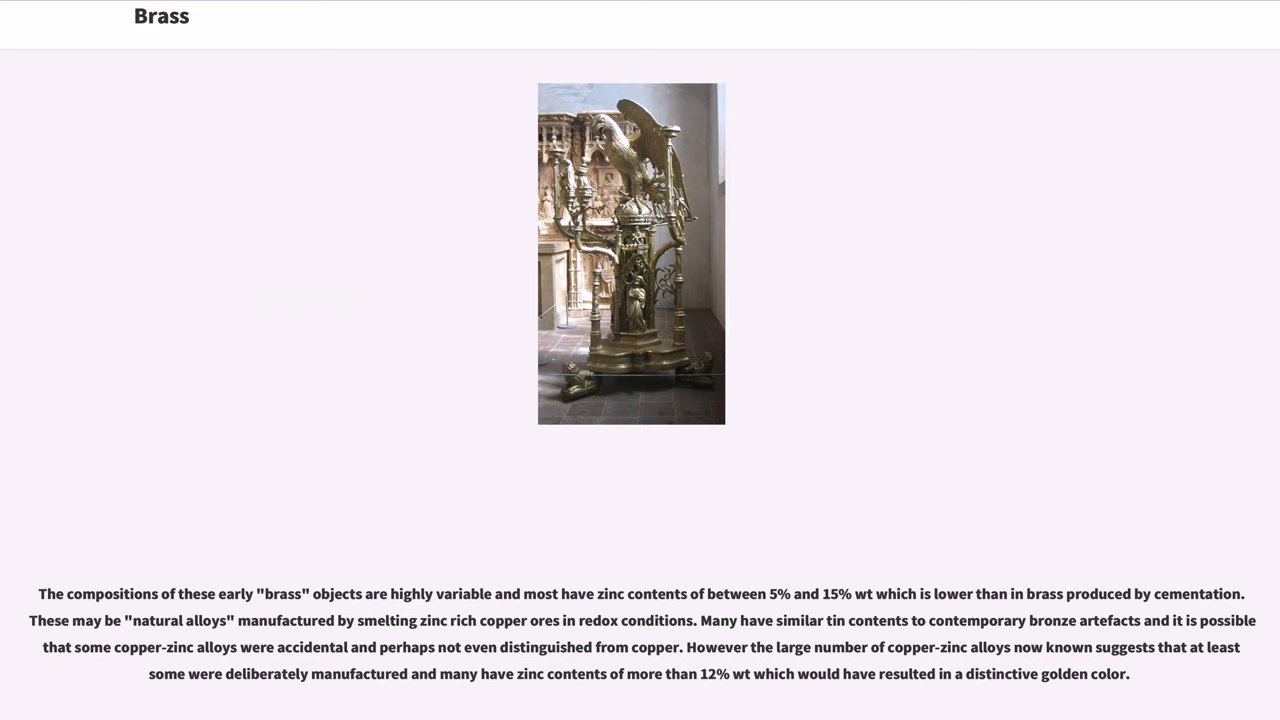 Brass
The compositions of these early "brass" objects are highly variable and most have zinc contents of between 5% and 15% wt which is lower than in brass produced by cementation.
These may be "natural alloys" manufactured by smelting zinc rich copper ores in redox conditions. Many have similar tin contents to contemporary bronze artefacts and it is possible
that some copper-zinc alloys were accidental and perhaps not even distinguished from copper. However the large number of copper-zinc alloys now known suggests that at least
some were deliberately manufactured and many have zinc contents of more than 12% wt which would have resulted in a distinctive golden color.